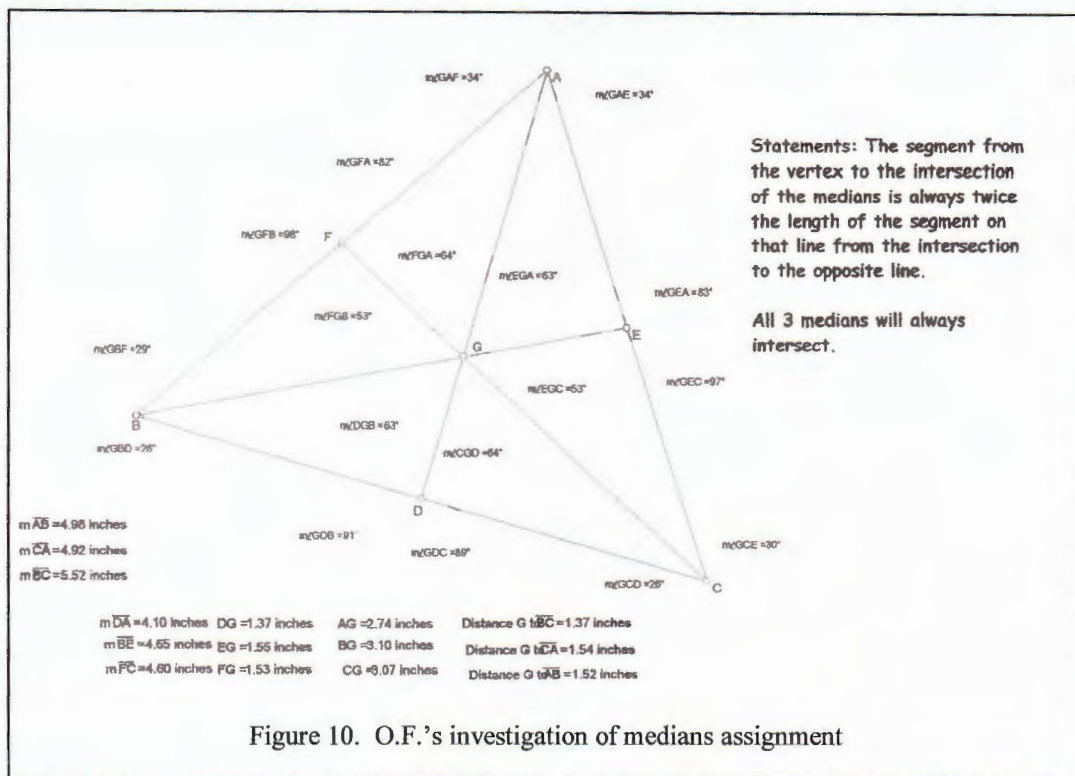 m∠GAF =34°
A
m∠GAE =34°
m∠GFA =82°
m∠GFB =98°
F
m∠FGA =64°
m∠EGA =63°
m∠GEA =83°
m∠FGB =53°
E
m∠GBF =29°
G
m∠EGC =53°
m∠GEC =97°
B
m∠DGB =63°
m∠GBD =26°
m∠CGD =64°
D
m∠GDB =91°
m∠GDC =89°
m∠GCE =30°
m∠GCD =26°
C
Statements: The segment from
the vertex to the intersection
of the medians is always twice
the length of the segment on
that line from the intersection
to the opposite line.
All 3 medians will always
intersect.
m AB =4.98 inches
m CA =4.92 inches
m BC =5.52 inches
m DA =4.10 inches DG =1.37 inches AG =2.74 inches Distance G to BC =1.37 inches
m BE =4.65 inches EG =1.55 inches BG =3.10 inches Distance G to CA =1.54 inches
m FC =4.60 inches FG =1.53 inches CG =3.07 inches Distance G to AB =1.52 inches
Figure 10. O.F.'s investigation of medians assignment